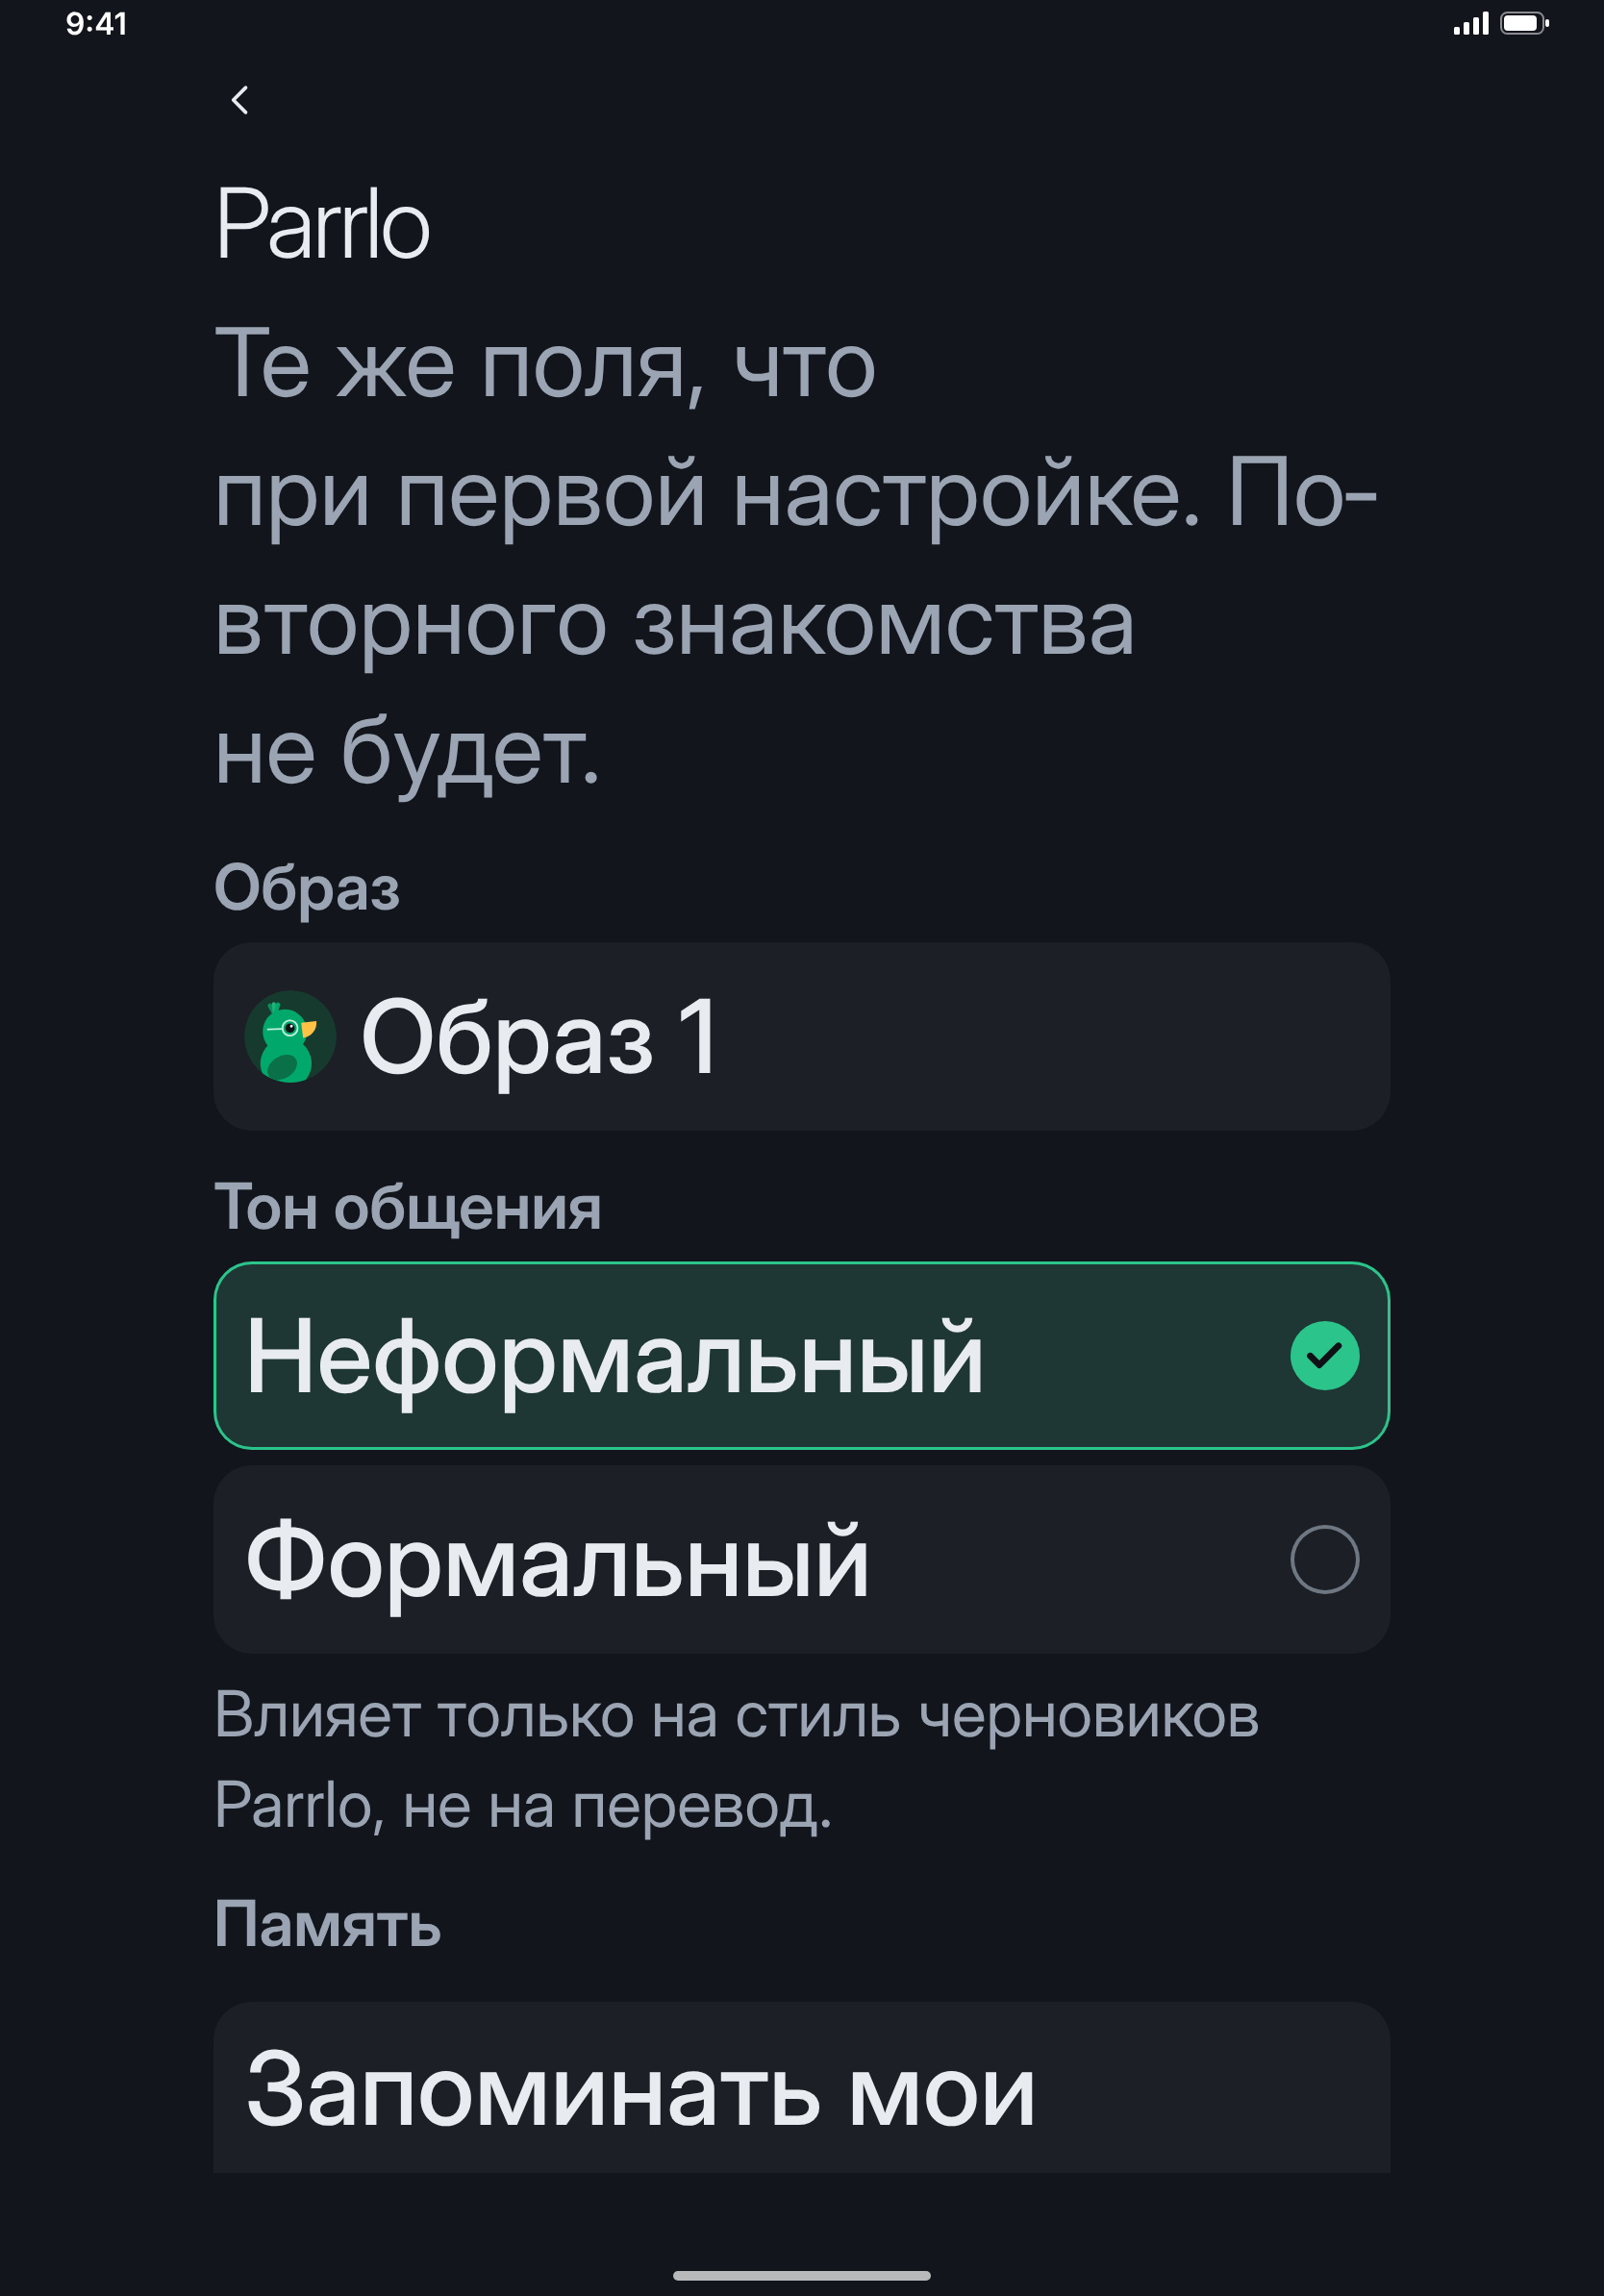 9:41
Parrlo
Те же поля, что
при первой настройке. По-
вторного знакомства
не будет.
Образ
Образ 1
Тон общения
Неформальный
Формальный
Влияет только на стиль черновиков
Parrlo, не на перевод.
Память
Запоминать мои